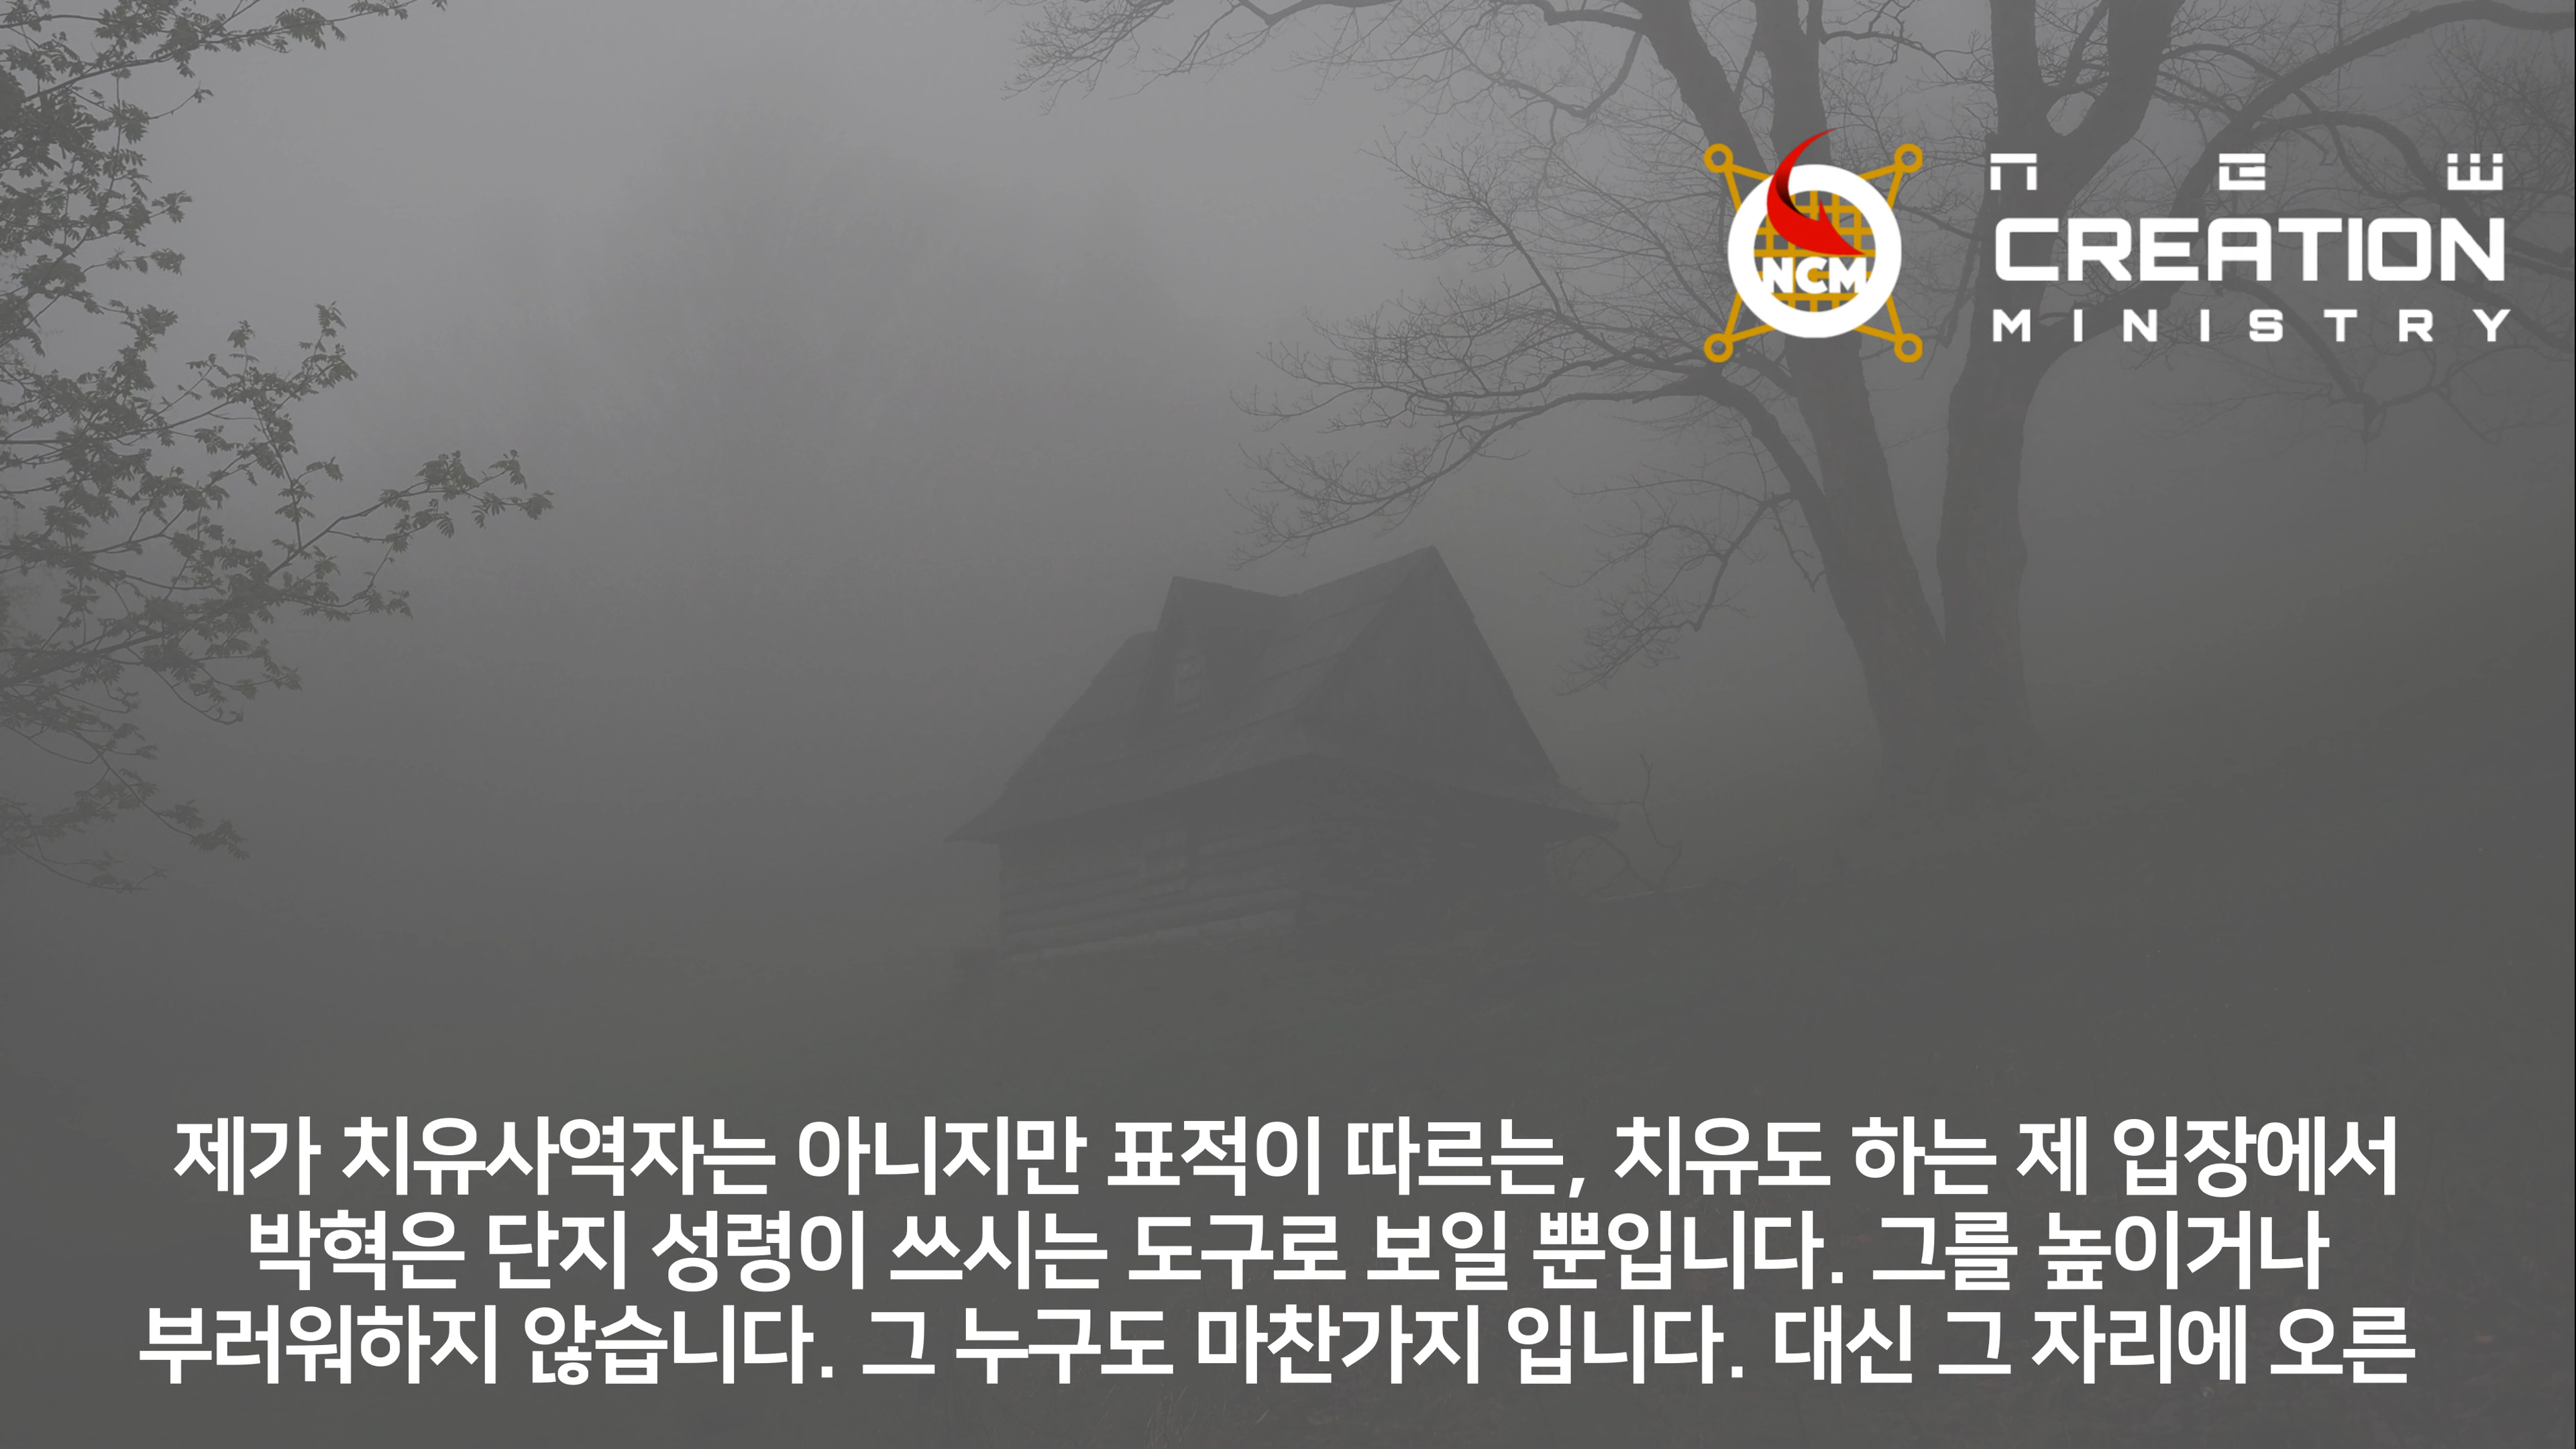 NEW
CREATION
MINISTRY
NCM
제가 치유사역자는 아니지만 표적이 따르는, 치유도 하는 제 입장에서
박혁은 단지 성령이 쓰시는 도구로 보일 뿐입니다. 그를 높이거나
부러워하지 않습니다. 그 누구도 마찬가지 입니다. 대신 그 자리에 오른